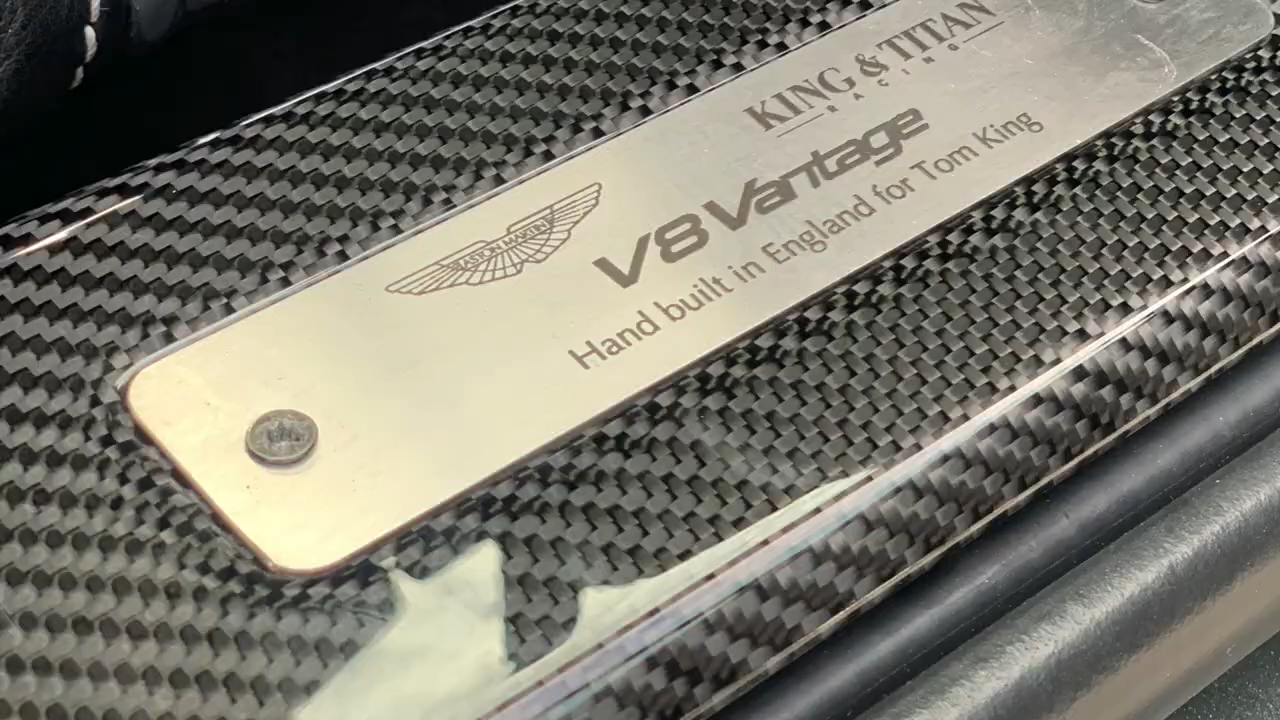 KING & TITAN
RACING
ASTON MARTIN
V8 Vantage
Hand built in England for Tom King